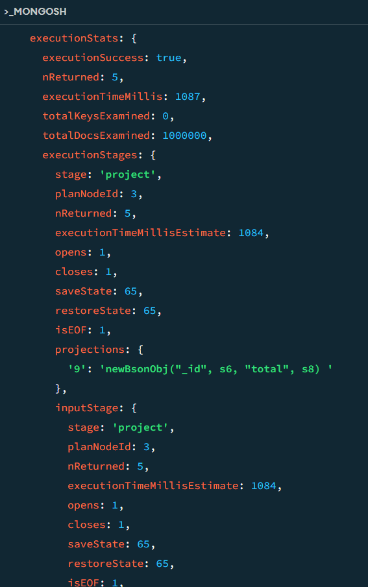 >_MONGOSH
executionStats: {
executionSuccess: true,
nReturned: 5,
executionTimeMillis: 1087,
totalKeysExamined: 0,
totalDocsExamined: 1000000,
executionStages: {
stage: 'project',
planNodeId: 3,
nReturned: 5,
executionTimeMillisEstimate: 1084,
opens: 1,
closes: 1,
saveState: 65,
restoreState: 65,
isEOF: 1,
projections: {
'9': 'newBsonObj("_id", s6, "total", s8) '
},
inputStage: {
stage: 'project',
planNodeId: 3,
nReturned: 5,
executionTimeMillisEstimate: 1084,
opens: 1,
closes: 1,
saveState: 65,
restoreState: 65,
isEOF: 1,